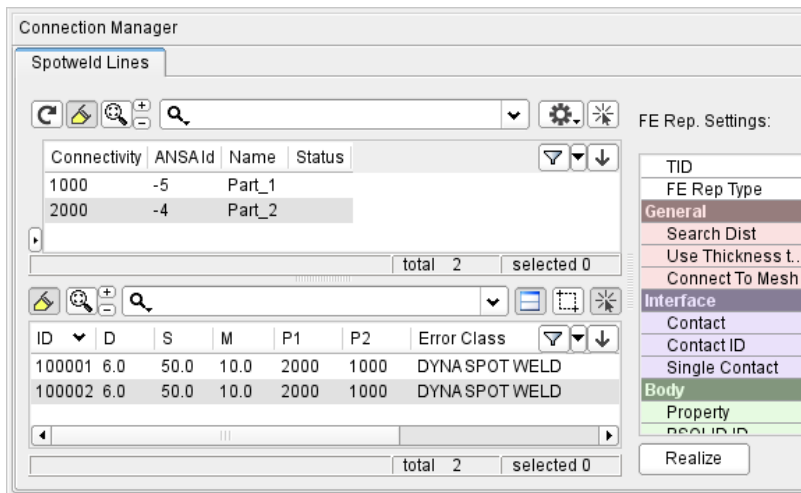 Connection Manager
Spotweld Lines
FE Rep. Settings:
Connectivity ANSA Id Name Status
1000 -5 Part_1
2000 -4 Part_2
total 2 selected 0
ID D S M P1 P2 Error Class
100001 6.0 50.0 10.0 2000 1000 DYNA SPOT WELD
100002 6.0 50.0 10.0 2000 1000 DYNA SPOT WELD
total 2 selected 0
TID
FE Rep Type
General
Search Dist
Use Thickness t...
Connect To Mesh
Interface
Contact
Contact ID
Single Contact
Body
Property
PSOLID ID
Realize